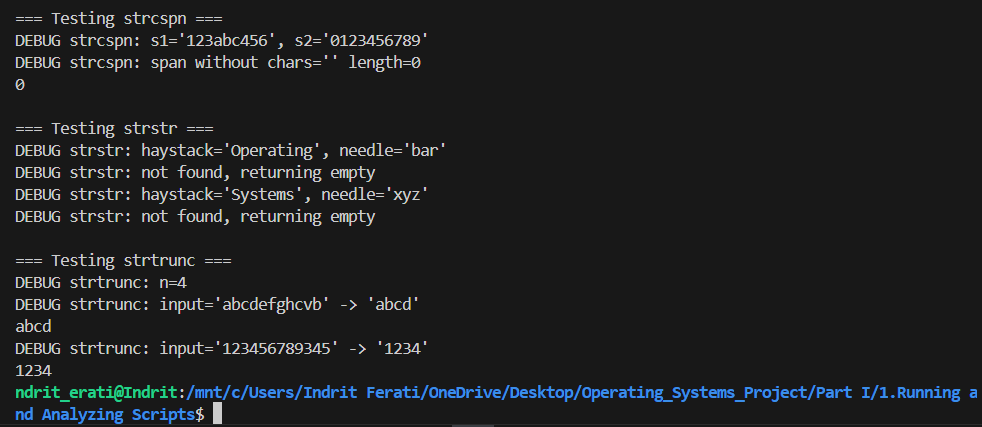 === Testing strcspn ===
DEBUG strcspn: s1='123abc456', s2='0123456789'
DEBUG strcspn: span without chars='' length=0
0
=== Testing strstr ===
DEBUG strstr: haystack='Operating', needle='bar'
DEBUG strstr: not found, returning empty
DEBUG strstr: haystack='Systems', needle='xyz'
DEBUG strstr: not found, returning empty
=== Testing strtrunc ===
DEBUG strtrunc: n=4
DEBUG strtrunc: input='abcdefghcvb' -> 'abcd'
abcd
DEBUG strtrunc: input='123456789345' -> '1234'
1234
ndrit_erati@Indrit:/mnt/c/Users/Indrit Ferati/OneDrive/Desktop/Operating_Systems_Project/Part I/1.Running a
nd Analyzing Scripts$